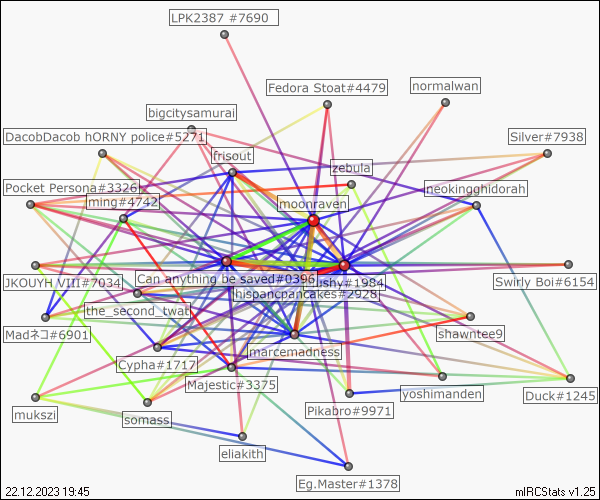 LPK2387 #7690
Fedora Stoat#4479
normalwan
bigcitysamurai
DacobDacob hORNY police#5271
Silver#7938
frisout
zebula
Pocket Persona#3326
neokingghidorah
ming#4742
moonraven
JKOUYH VIII#7034
Can anything be saved#0396
ushy#1984
Swirly Boi#6154
hispancpancakes#2928
the_second_twat
Madネコ#6901
shawntee9
marcemadness
Cypha#1717
Majestic#3375
yoshimanden
Duck#1245
mukszi
somass
Pikabro#9971
eliakith
Eg.Master#1378
22.12.2023 19:45
mIRCStats v1.25